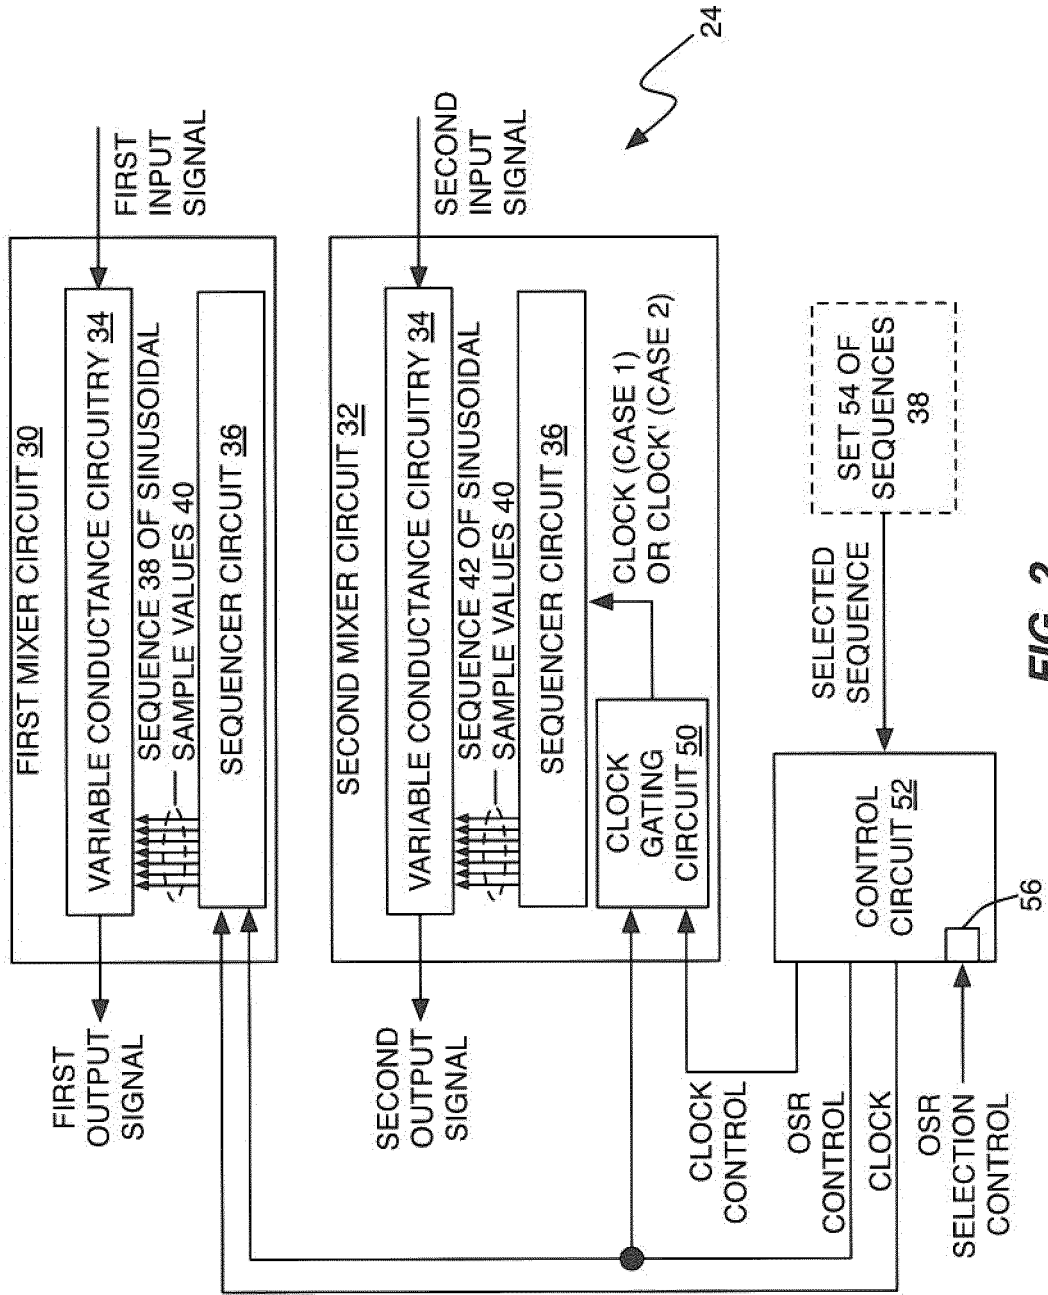 24
FIRST
INPUT
SIGNAL
FIRST MIXER CIRCUIT 30
VARIABLE CONDUCTANCE CIRCUITRY 34
SEQUENCE 38 OF SINUSOIDAL
SAMPLE VALUES 40
SEQUENCER CIRCUIT 36
FIRST
OUTPUT
SIGNAL
SECOND
INPUT
SIGNAL
SECOND MIXER CIRCUIT 32
VARIABLE CONDUCTANCE CIRCUITRY 34
SEQUENCE 42 OF SINUSOIDAL
SAMPLE VALUES 40
SEQUENCER CIRCUIT 36
CLOCK (CASE 1)
OR CLOCK' (CASE 2)
CLOCK
GATING
CIRCUIT 50
SECOND
OUTPUT
SIGNAL
CLOCK
CONTROL
OSR
CONTROL
CLOCK
OSR
SELECTION
CONTROL
CONTROL
CIRCUIT 52
56
SELECTED
SEQUENCE
SET 54 OF
SEQUENCES
38
FIG. 2